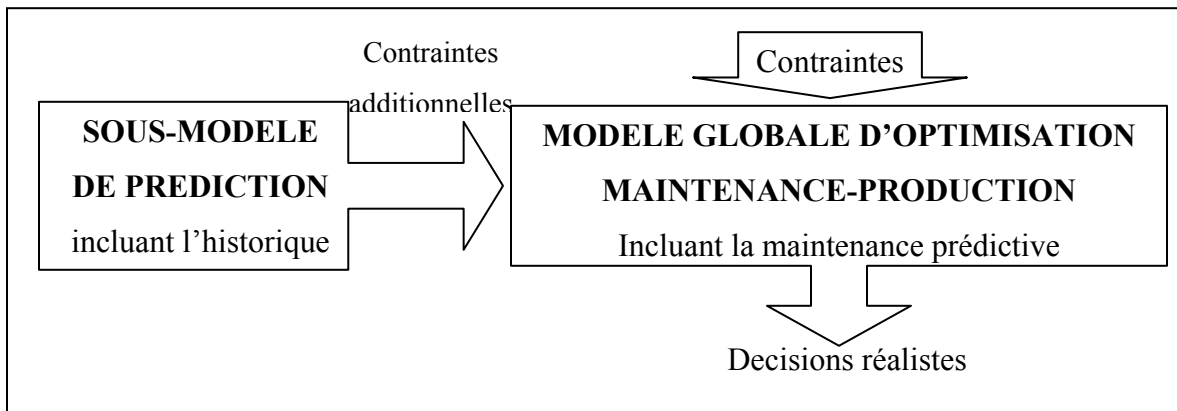 Contraintes
additionnelles
Contraintes
SOUS-MODELE
DE PREDICTION
incluant l’historique
MODELE GLOBALE D’OPTIMISATION
MAINTENANCE-PRODUCTION
Incluant la maintenance prédictive
Decisions réalistes